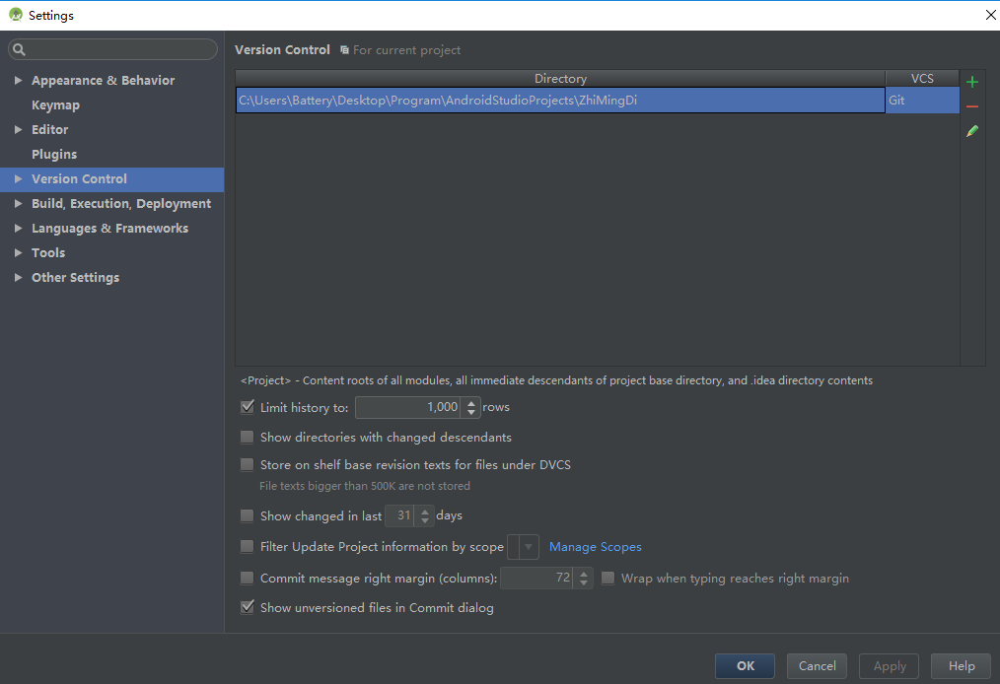 Settings
Version Control For current project
Appearance & Behavior
Keymap
Editor
Plugins
Version Control
Build, Execution, Deployment
Languages & Frameworks
Tools
Other Settings
Directory VCS
C:\Users\Battery\Desktop\Program\AndroidStudioProjects\ZhiMingDi Git
<Project> - Content roots of all modules, all immediate descendants of project base directory, and .idea directory contents
Limit history to: 1,000 rows
Show directories with changed descendants
Store on shelf base revision texts for files under DVCS
File texts bigger than 500K are not stored
Show changed in last 31 days
Filter Update Project information by scope Manage Scopes
Commit message right margin (columns): 72 Wrap when typing reaches right margin
Show unversioned files in Commit dialog
OK Cancel Apply Help